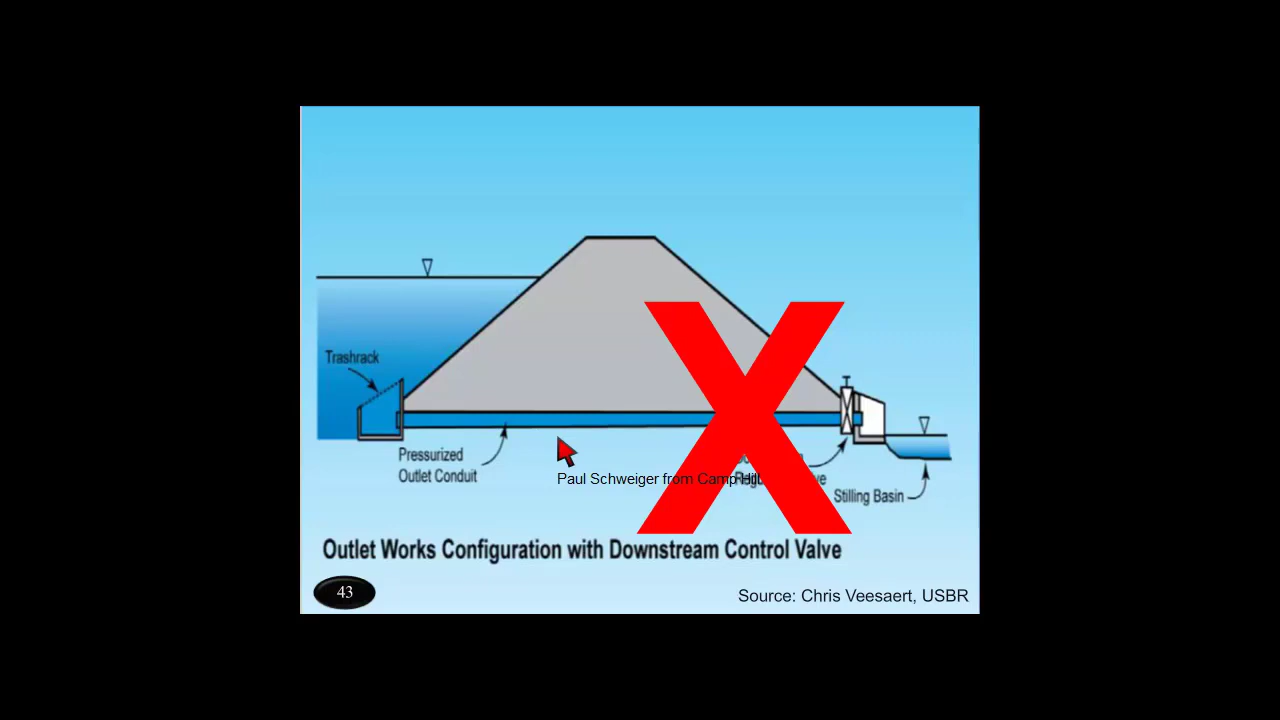 Trashrack
Pressurized
Outlet Conduit
Paul Schweiger from Camp Hill
Stilling Basin
Outlet Works Configuration with Downstream Control Valve
43
Source: Chris Veesaert, USBR